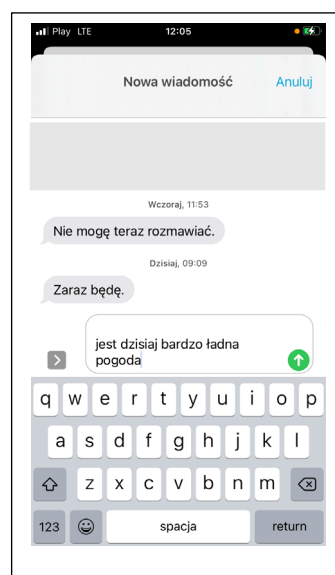 Play LTE 12:05
Nowa wiadomość Anuluj
Wczoraj, 11:53
Nie mogę teraz rozmawiać.
Dzisiaj, 09:09
Zaraz będę.
jest dzisiaj bardzo ładna
pogoda
q w e r t y u i o p
a s d f g h j k l
z x c v b n m
123 spacja return